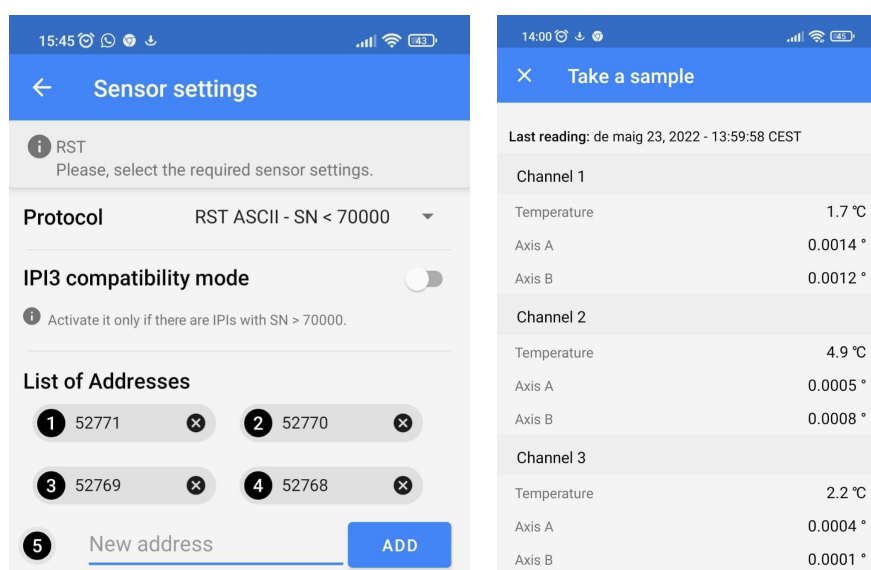 15:45
43
Sensor settings
RST
Please, select the required sensor settings.
Protocol RST ASCII - SN < 70000
IPI3 compatibility mode
Activate it only if there are IPIs with SN > 70000.
List of Addresses
1 52771 2 52770
3 52769 4 52768
5 New address ADD
14:00
45
Take a sample
Last reading: de maig 23, 2022 - 13:59:58 CEST
Channel 1
Temperature 1.7 ℃
Axis A 0.0014 °
Axis B 0.0012 °
Channel 2
Temperature 4.9 ℃
Axis A 0.0005 °
Axis B 0.0008 °
Channel 3
Temperature 2.2 ℃
Axis A 0.0004 °
Axis B 0.0001 °